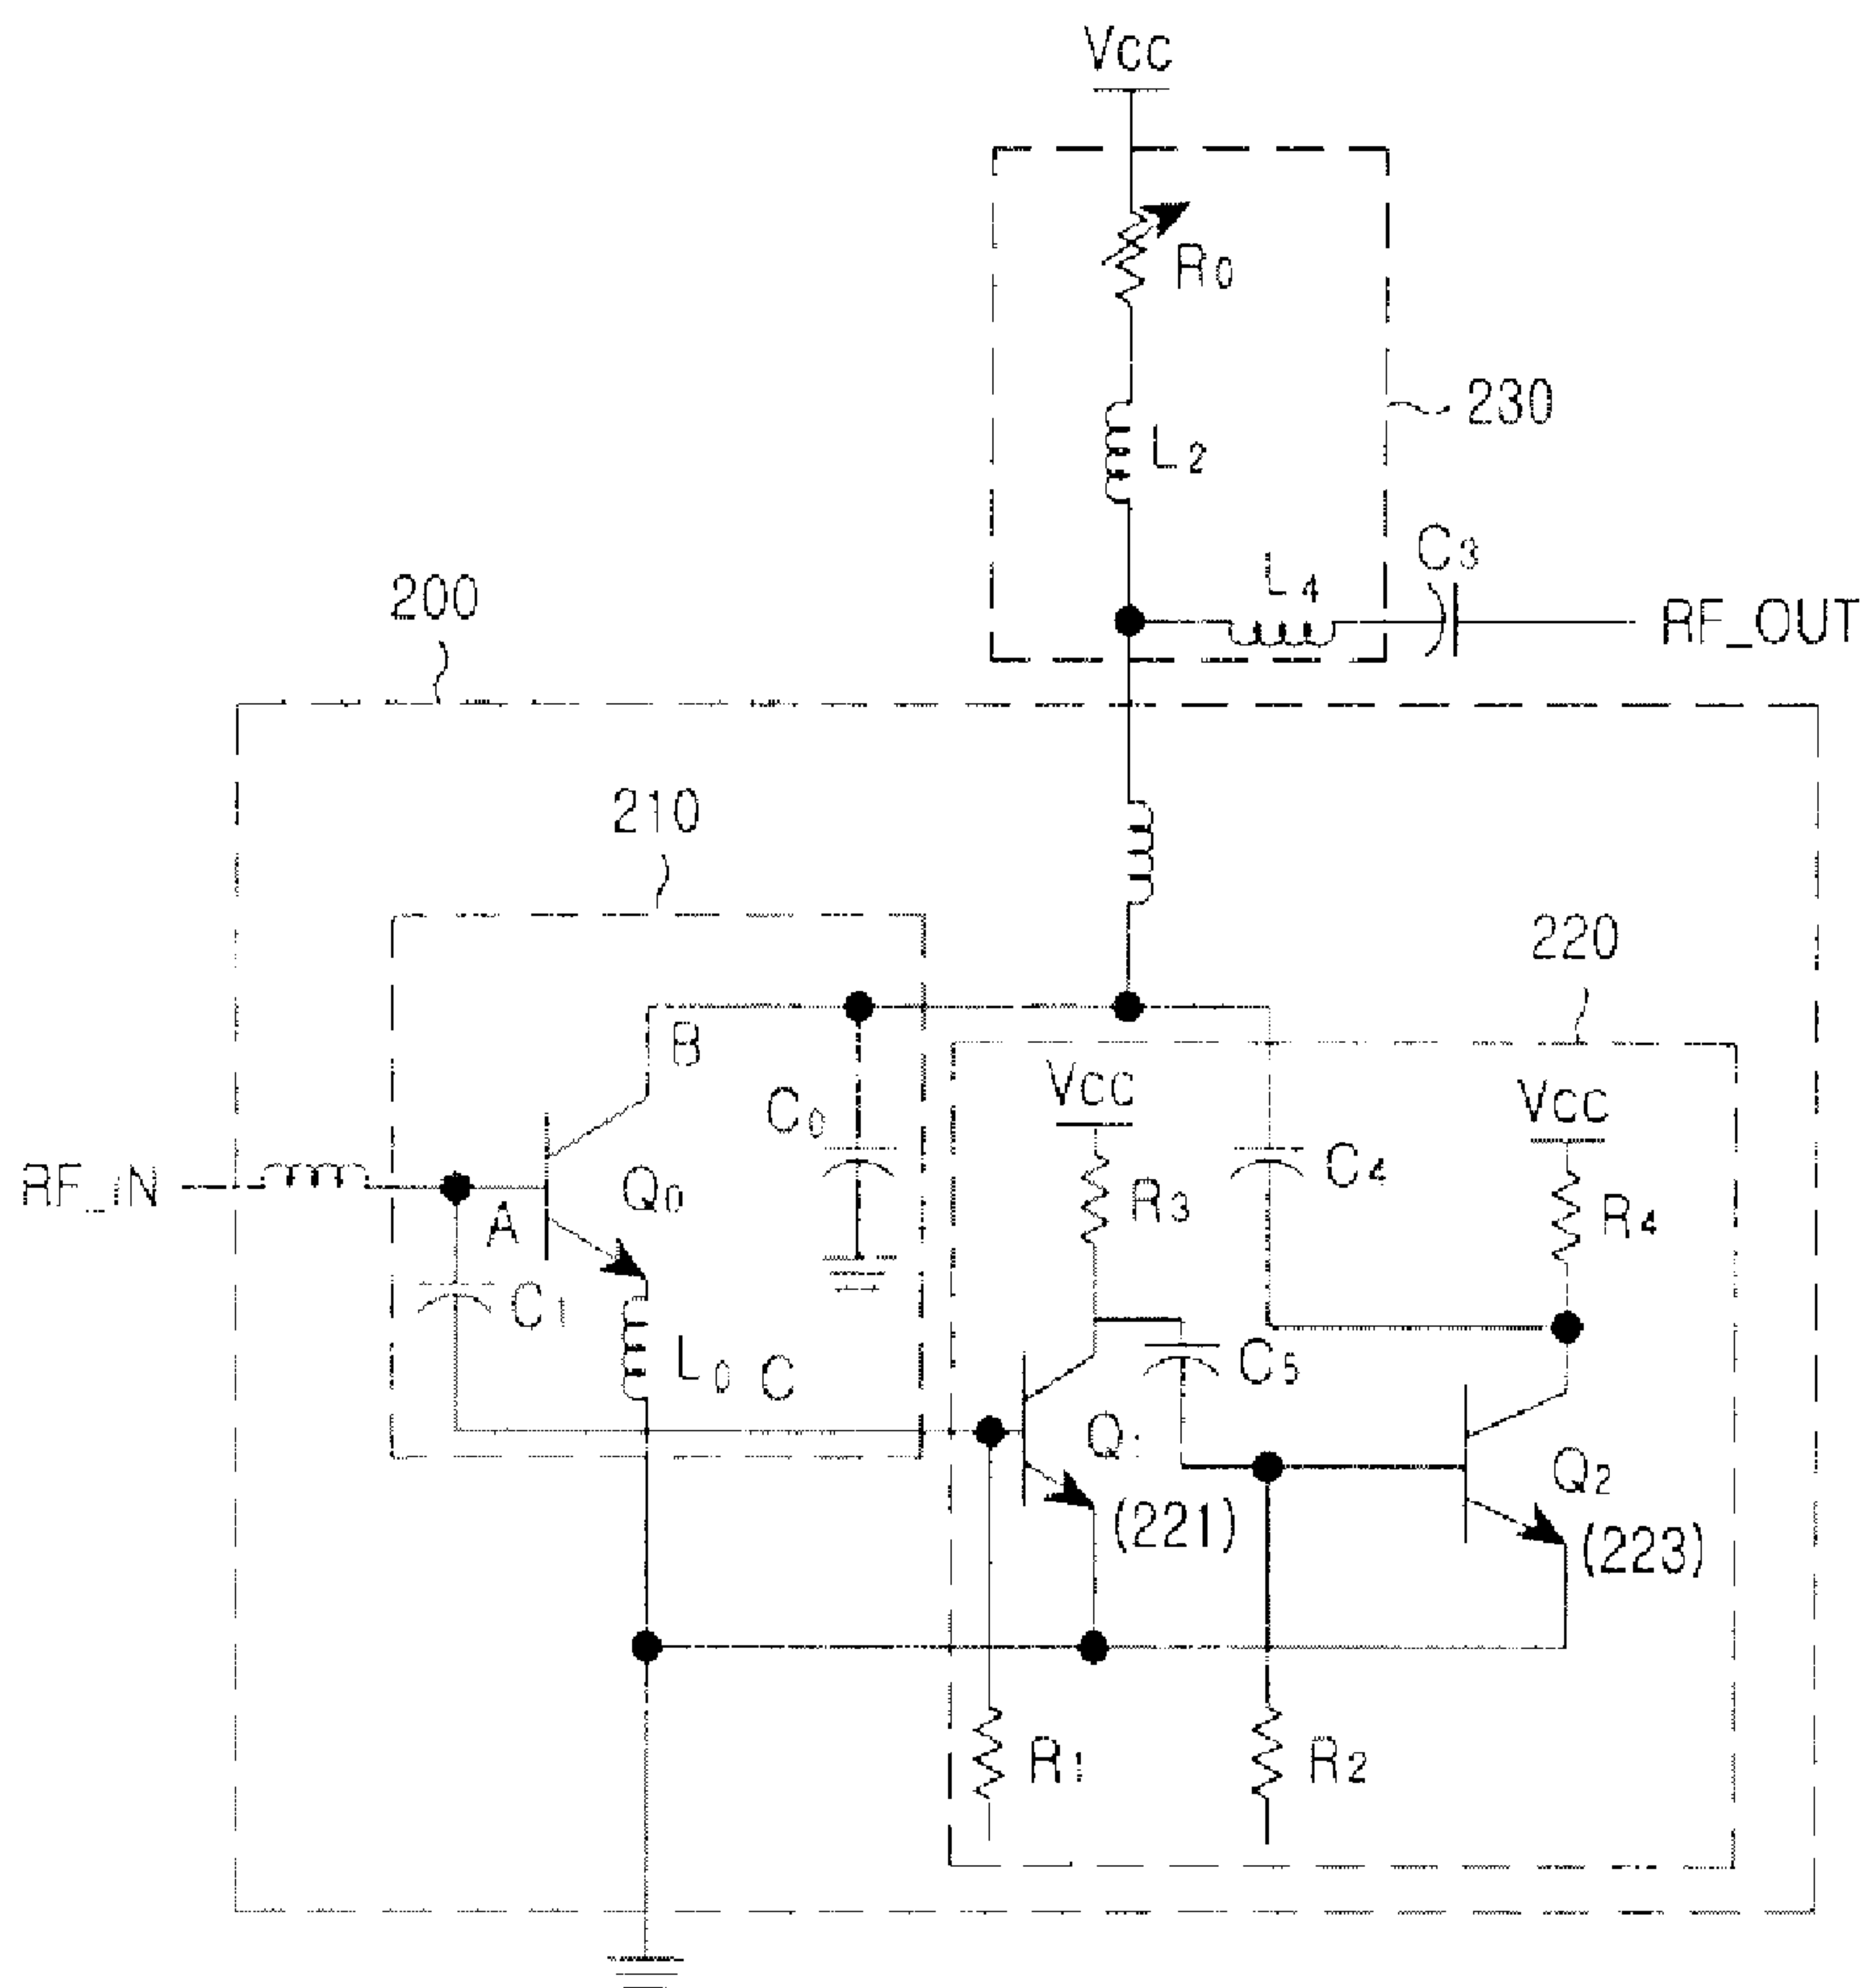 Vcc
R0
230
L2
C3
L4
RF_OUT
200
210
220
B
Vcc
Vcc
C0
C4
RF_IN
Q0
R3
R4
A
C1
L0
C
C5
Q1
Q2
(221)
(223)
R1
R2